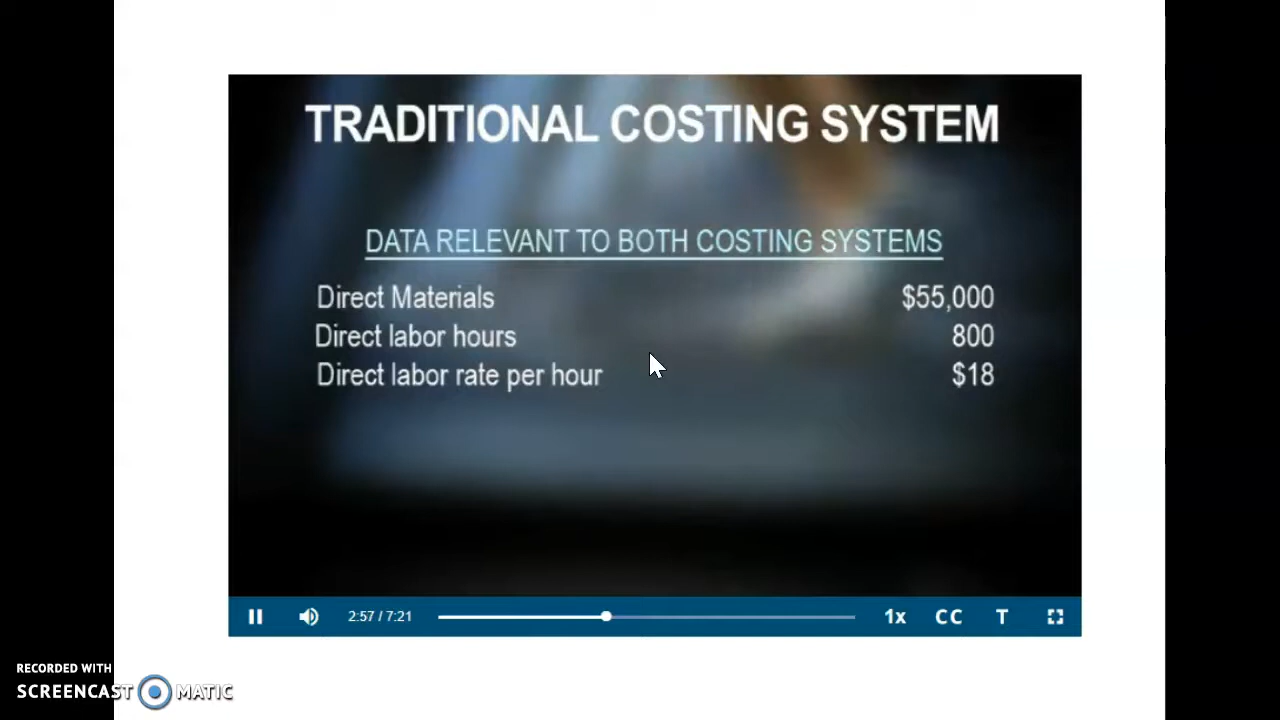 TRADITIONAL COSTING SYSTEM
DATA RELEVANT TO BOTH COSTING SYSTEMS
Direct Materials $55,000
Direct labor hours 800
Direct labor rate per hour $18
2:57 / 7:21 1x CC T
RECORDED WITH
SCREENCAST MATIC